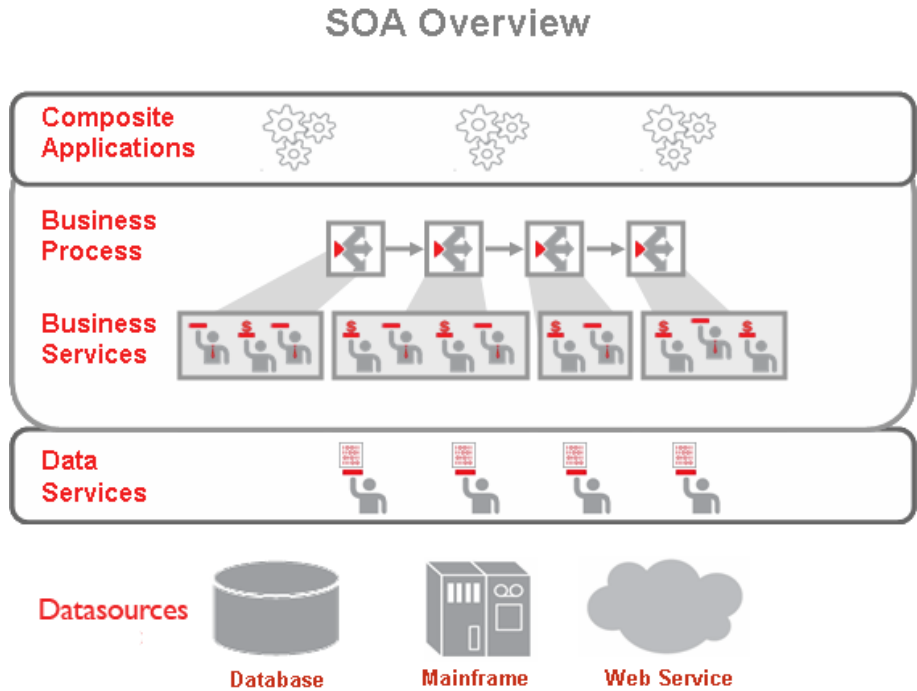 SOA Overview
Composite
Applications
Business
Process
Business
Services
$
$
$
$
$
$
Data
Services
Datasources
Database
Mainframe
Web Service